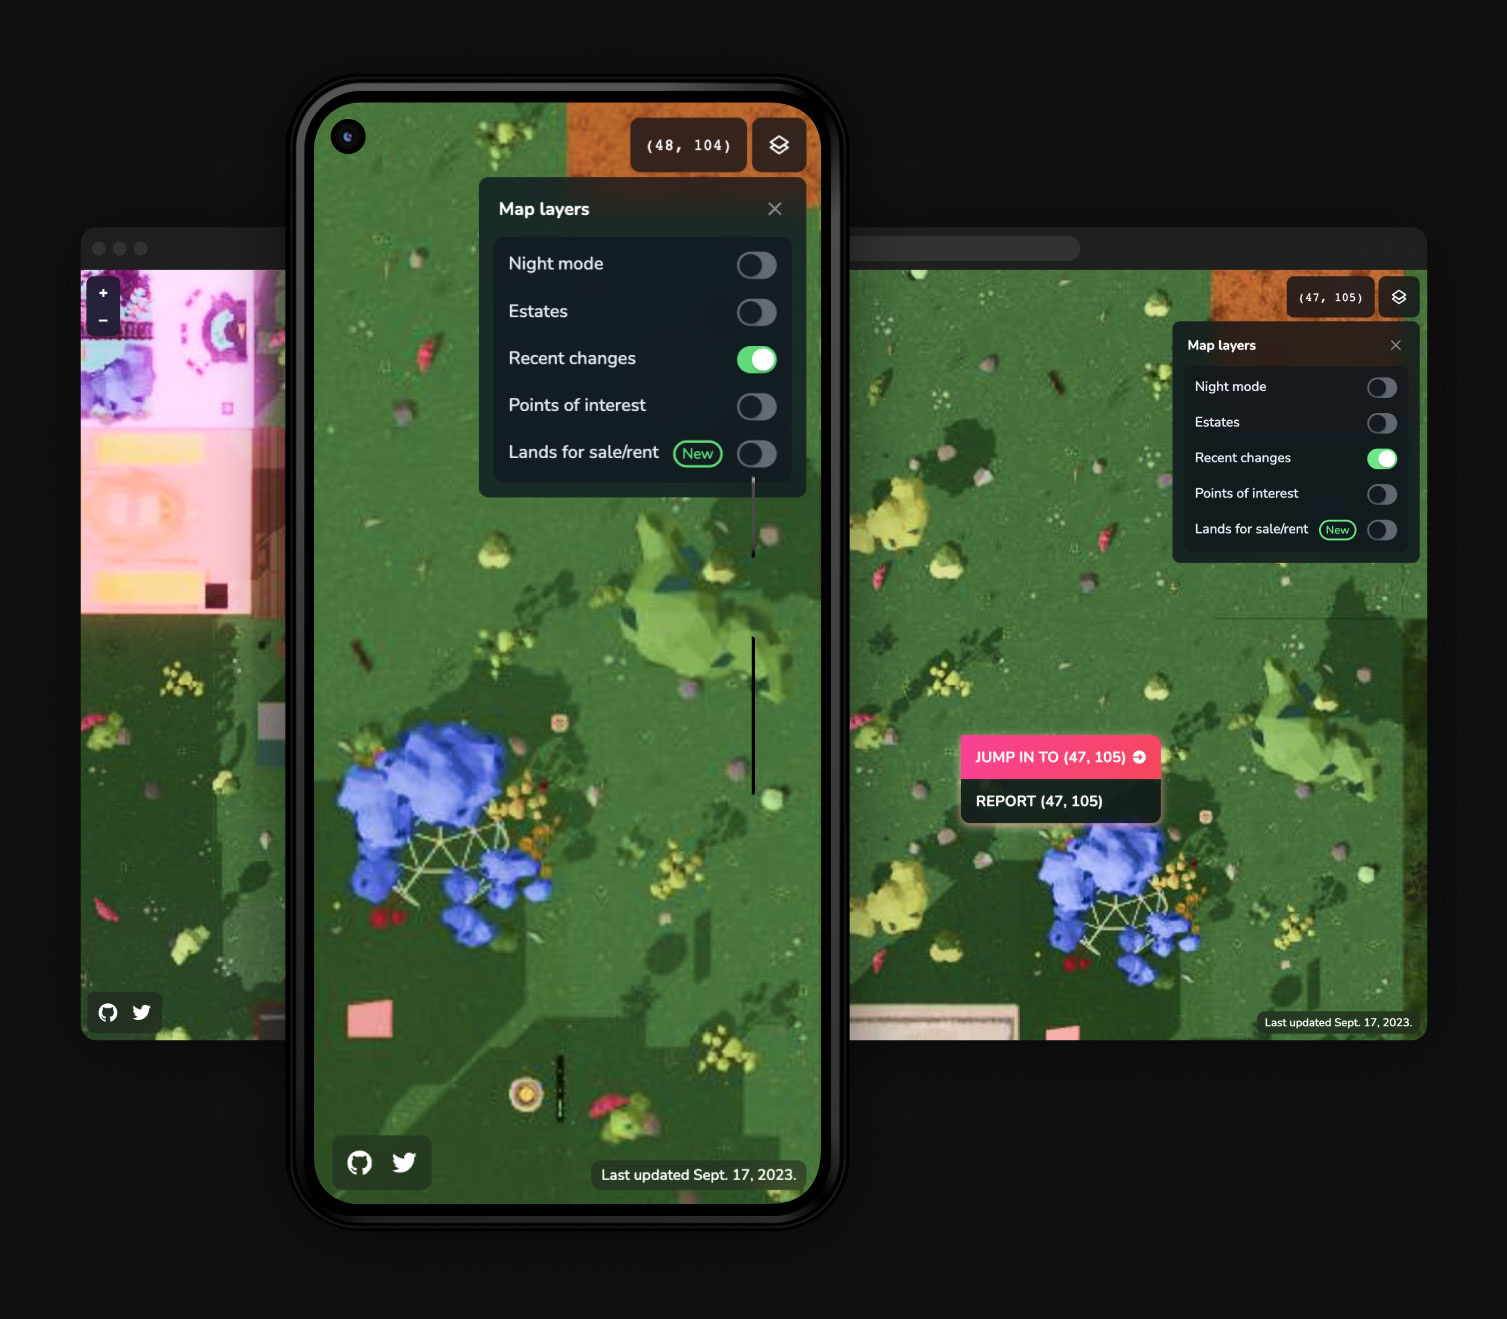 (48, 104)
Map layers
Night mode
Estates
Recent changes
Points of interest
Lands for sale/rent New
Last updated Sept. 17, 2023.
+
−
(47, 105)
Map layers
Night mode
Estates
Recent changes
Points of interest
Lands for sale/rent New
JUMP IN TO (47, 105)
REPORT (47, 105)
Last updated Sept. 17, 2023.